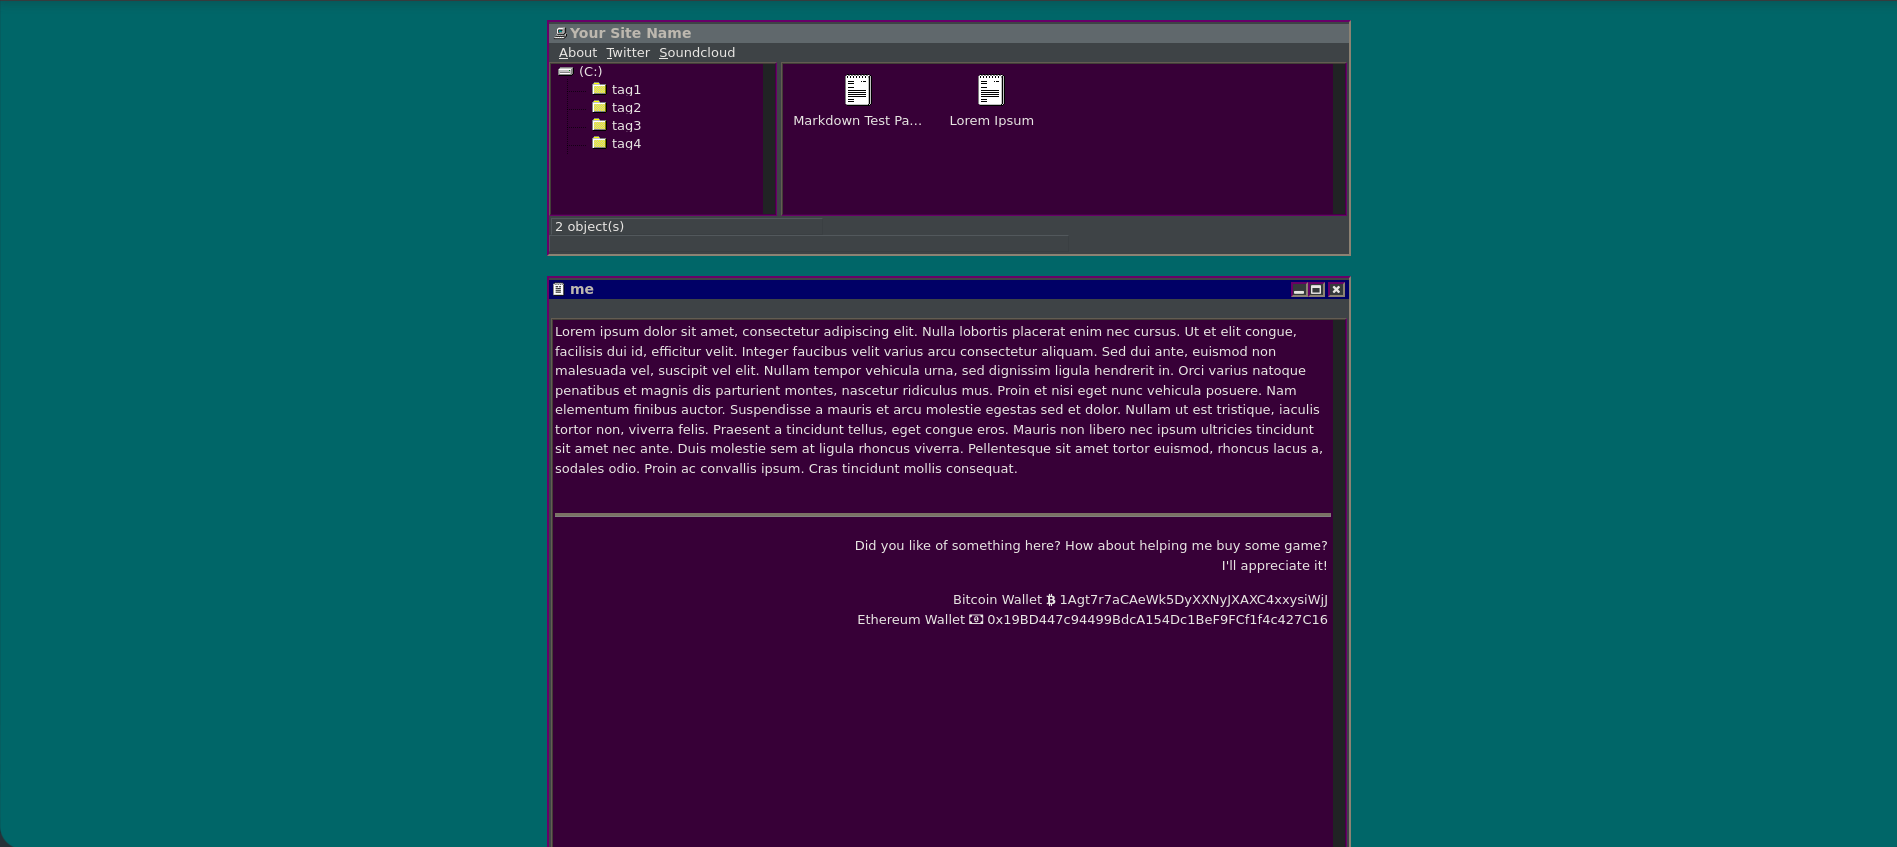 Your Site Name
About Twitter Soundcloud
(C:)
tag1
tag2
tag3
tag4
Markdown Test Pa...
Lorem Ipsum
2 object(s)
me
Lorem ipsum dolor sit amet, consectetur adipiscing elit. Nulla lobortis placerat enim nec cursus. Ut et elit congue,
facilisis dui id, efficitur velit. Integer faucibus velit varius arcu consectetur aliquam. Sed dui ante, euismod non
malesuada vel, suscipit vel elit. Nullam tempor vehicula urna, sed dignissim ligula hendrerit in. Orci varius natoque
penatibus et magnis dis parturient montes, nascetur ridiculus mus. Proin et nisi eget nunc vehicula posuere. Nam
elementum finibus auctor. Suspendisse a mauris et arcu molestie egestas sed et dolor. Nullam ut est tristique, iaculis
tortor non, viverra felis. Praesent a tincidunt tellus, eget congue eros. Mauris non libero nec ipsum ultricies tincidunt
sit amet nec ante. Duis molestie sem at ligula rhoncus viverra. Pellentesque sit amet tortor euismod, rhoncus lacus a,
sodales odio. Proin ac convallis ipsum. Cras tincidunt mollis consequat.
Did you like of something here? How about helping me buy some game?
I'll appreciate it!
Bitcoin Wallet 1Agt7r7aCAeWk5DyXXNyJXAXC4xxysiWjJ
Ethereum Wallet 0x19BD447c94499BdcA154Dc1BeF9FCf1f4c427C16